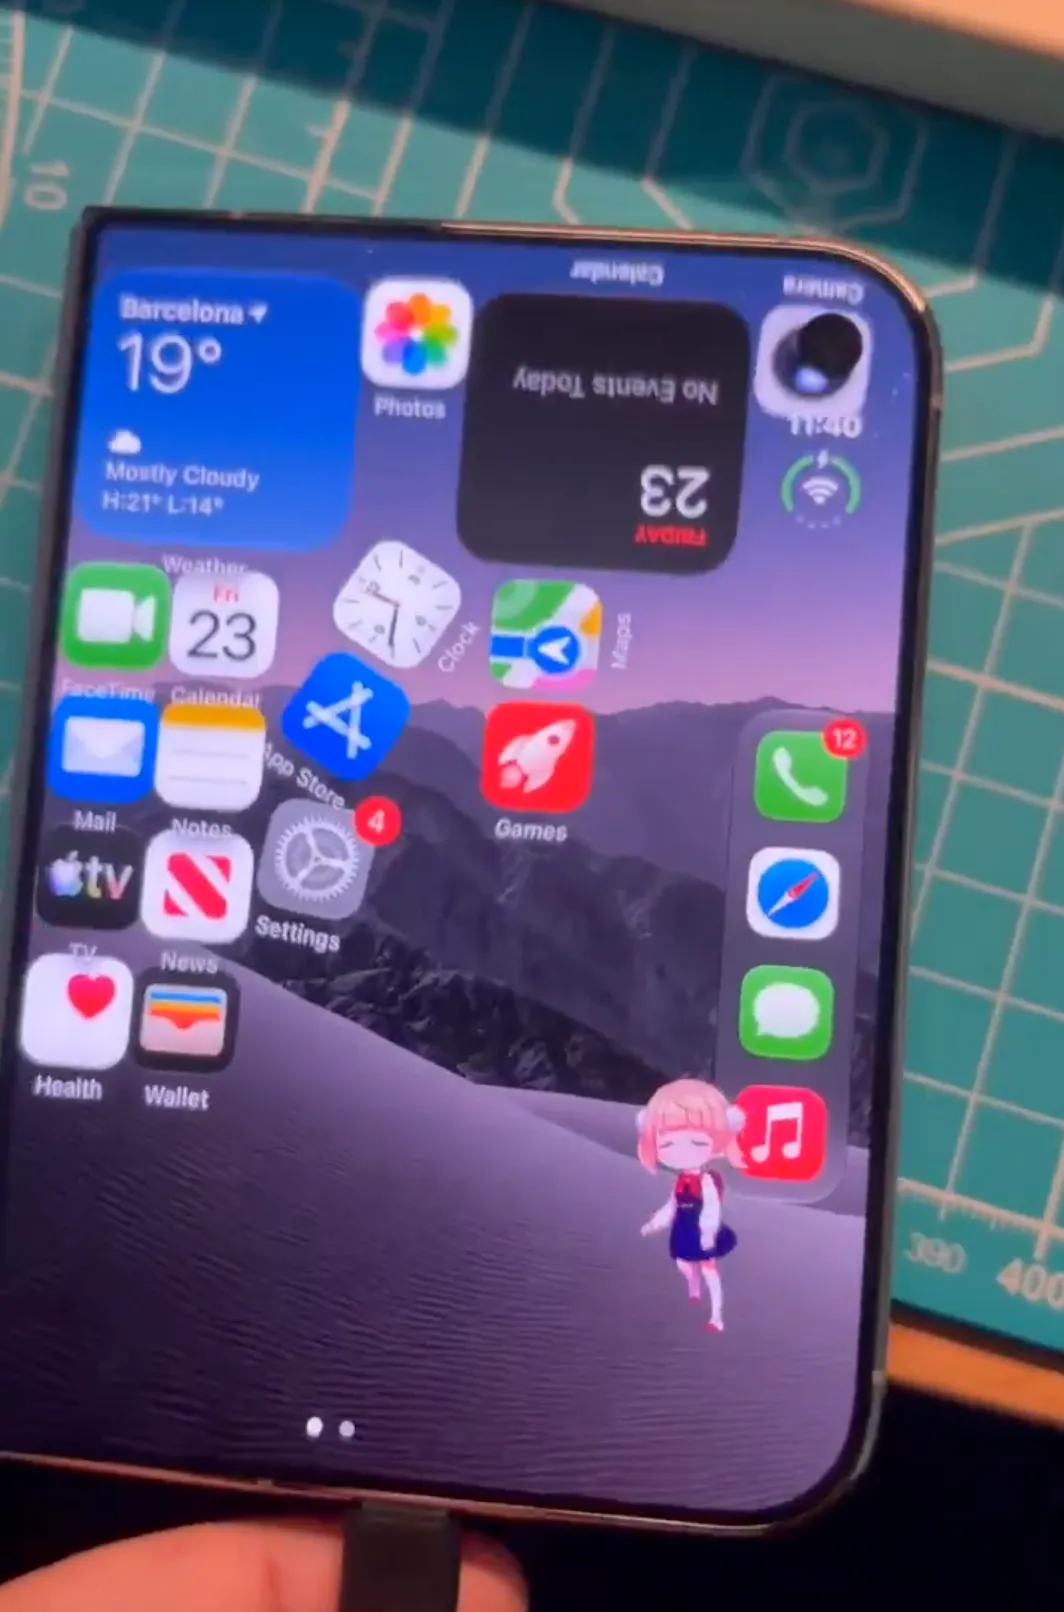 10
Calendar
Camera
Barcelona
19°
Mostly Cloudy
H:21° L:14°
Weather
Photos
No Events Today
23
FRIDAY
11:40
Fri
23
FaceTime
Calendar
Clock
Maps
App Store
12
Mail
Notes
4
Games
tv
Settings
TV
News
Health
Wallet
390
400